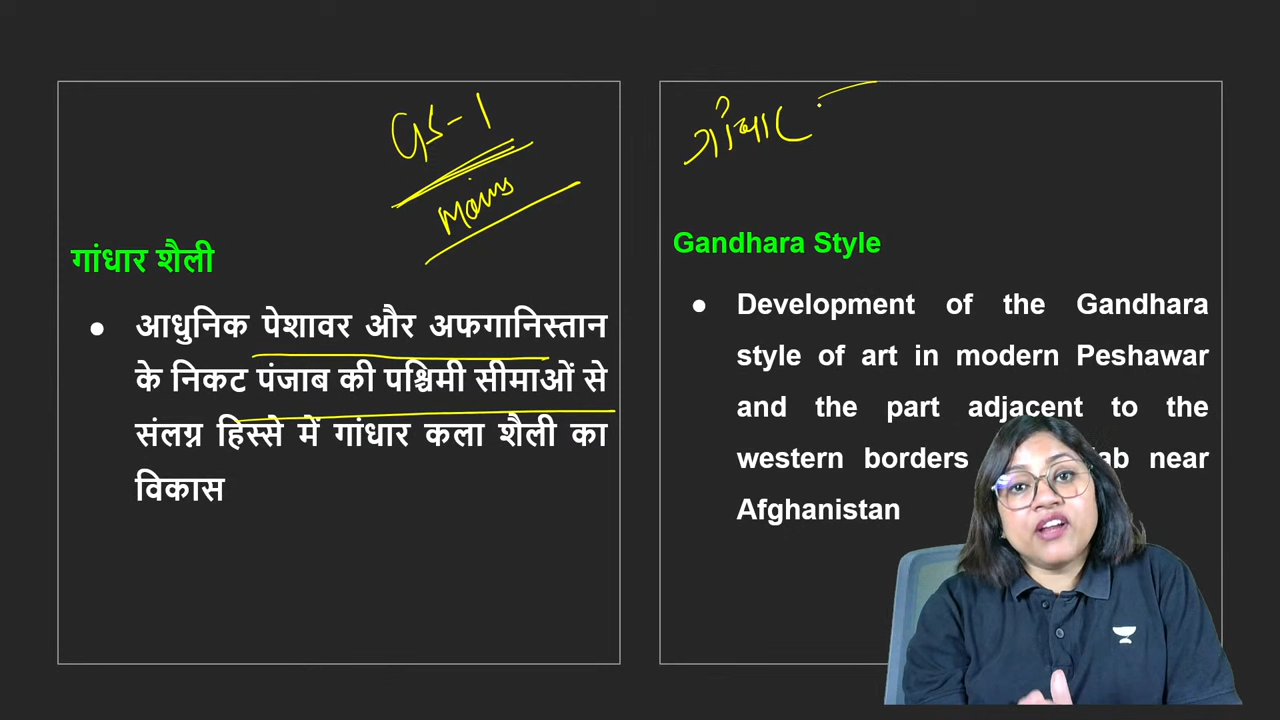 GS-1
Mains
गांधार शैली
● आधुनिक पेशावर और अफगानिस्तान
के निकट पंजाब की पश्चिमी सीमाओं से
संलग्न हिस्से में गांधार कला शैली का
विकास
गांधार
Gandhara Style
● Development of the Gandhara
style of art in modern Peshawar
and the part adjacent to the
western borders near
Afghanistan